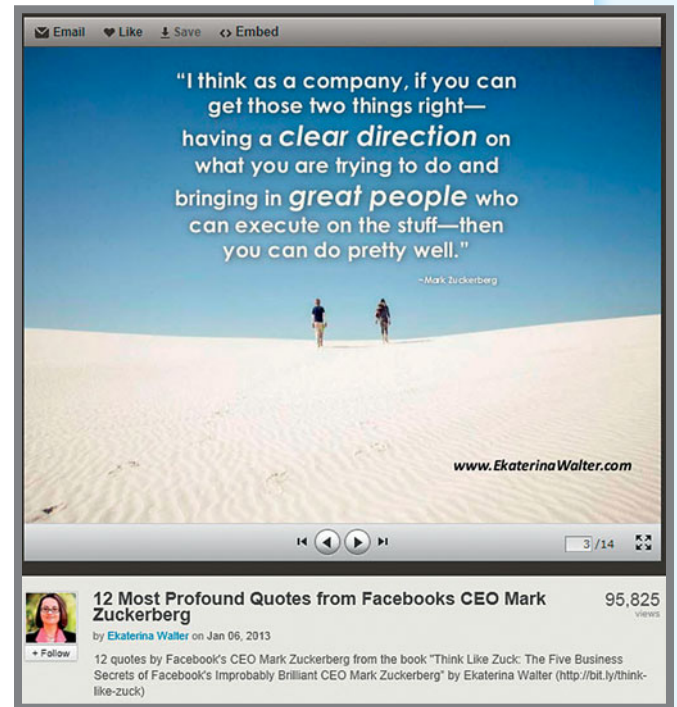 Email Like Save Embed
“I think as a company, if you can
get those two things right—
having a clear direction on
what you are trying to do and
bringing in great people who
can execute on the stuff—then
you can do pretty well.”
~Mark Zuckerberg
www.EkaterinaWalter.com
3 /14
12 Most Profound Quotes from Facebooks CEO Mark
Zuckerberg
95,825
views
by Ekaterina Walter on Jan 06, 2013
+ Follow
12 quotes by Facebook's CEO Mark Zuckerberg from the book "Think Like Zuck: The Five Business
Secrets of Facebook's Improbably Brilliant CEO Mark Zuckerberg" by Ekaterina Walter (http://bit.ly/think-
like-zuck)